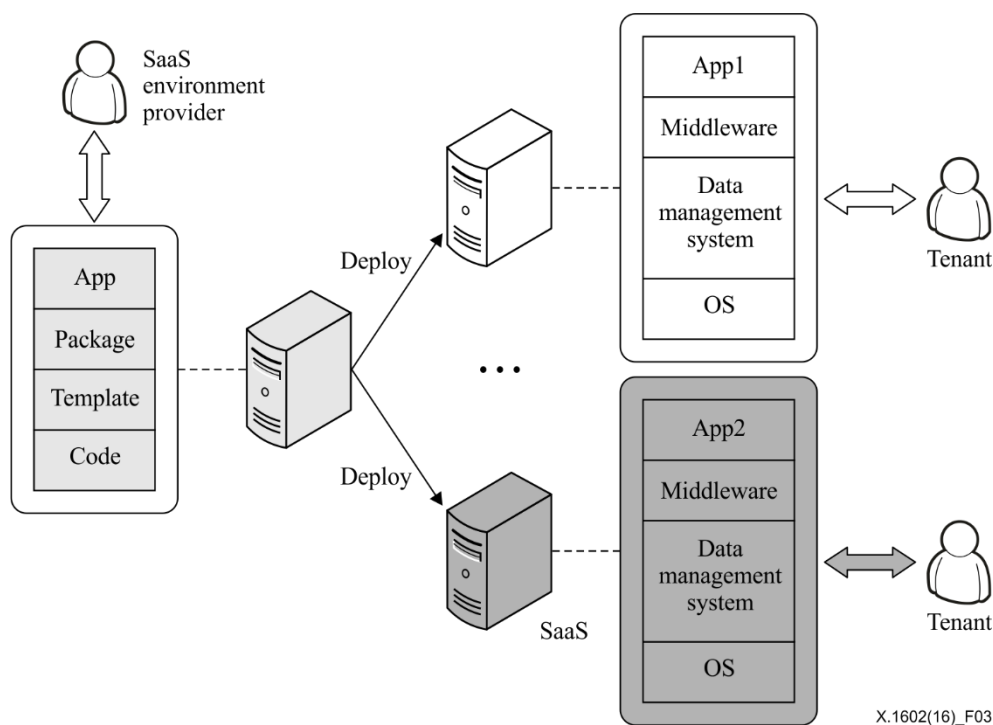 SaaS
environment
provider
App
Package
Template
Code
Deploy
Deploy
...
SaaS
App1
Middleware
Data
management
system
OS
Tenant
App2
Middleware
Data
management
system
OS
Tenant
X.1602(16)_F03